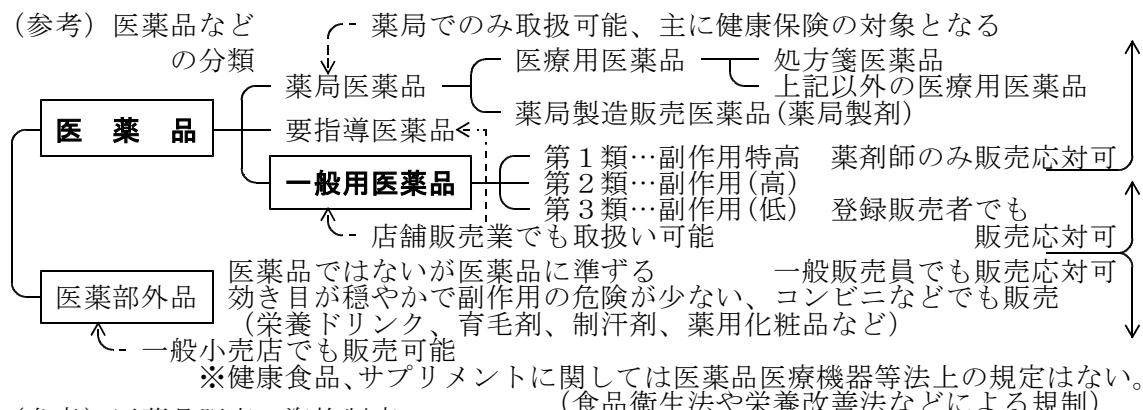 (参考) 医薬品など
の分類
薬局でのみ取扱可能、主に健康保険の対象となる
薬局医薬品
医療用医薬品
処方箋医薬品
上記以外の医療用医薬品
薬局製造販売医薬品(薬局製剤)
医薬品
要指導医薬品
一般用医薬品
第1類…副作用特高 薬剤師のみ販売応対可
第2類…副作用(高)
第3類…副作用(低) 登録販売者でも
販売応対可
店舗販売業でも取扱い可能
医薬部外品
医薬品ではないが医薬品に準ずる 一般販売員でも販売応対可
効き目が穏やかで副作用の危険が少ない、コンビニなどでも販売
(栄養ドリンク、育毛剤、制汗剤、薬用化粧品など)
一般小売店でも販売可能
※健康食品、サプリメントに関しては医薬品医療機器等法上の規定はない。
(食品衛生法や栄養改善法などによる規制)